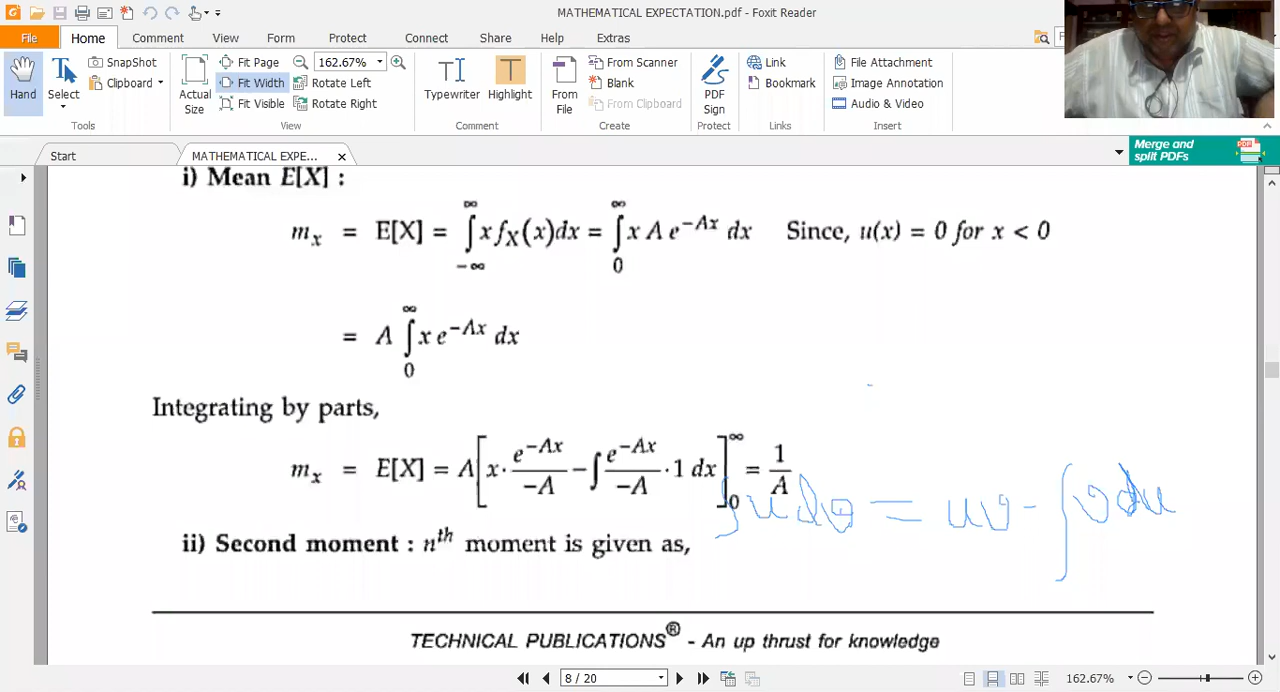 MATHEMATICAL EXPECTATION.pdf - Foxit Reader
File Home Comment View Form Protect Connect Share Help Extras
Hand Select SnapShot Clipboard Actual Size Fit Page Fit Width Fit Visible 162.67% Rotate Left Rotate Right Typewriter Highlight From File From Scanner Blank From Clipboard PDF Sign Link Bookmark File Attachment Image Annotation Audio & Video
Tools View Comment Create Protect Links Insert
Start MATHEMATICAL EXPE... Merge and split PDFs
i) Mean E[X] :
m_x = E[X] = ∫_{-∞}^{∞} x f_X(x)dx = ∫_0^∞ x A e^{-Ax} dx Since, u(x) = 0 for x < 0
= A ∫_0^∞ x e^{-Ax} dx
Integrating by parts,
m_x = E[X] = A[x · e^{-Ax}/-A - ∫ e^{-Ax}/-A · 1 dx]_0^∞ = 1/A
∫ u dv = uv - ∫ v du
ii) Second moment : n^th moment is given as,
TECHNICAL PUBLICATIONS® - An up thrust for knowledge
8 / 20 162.67%